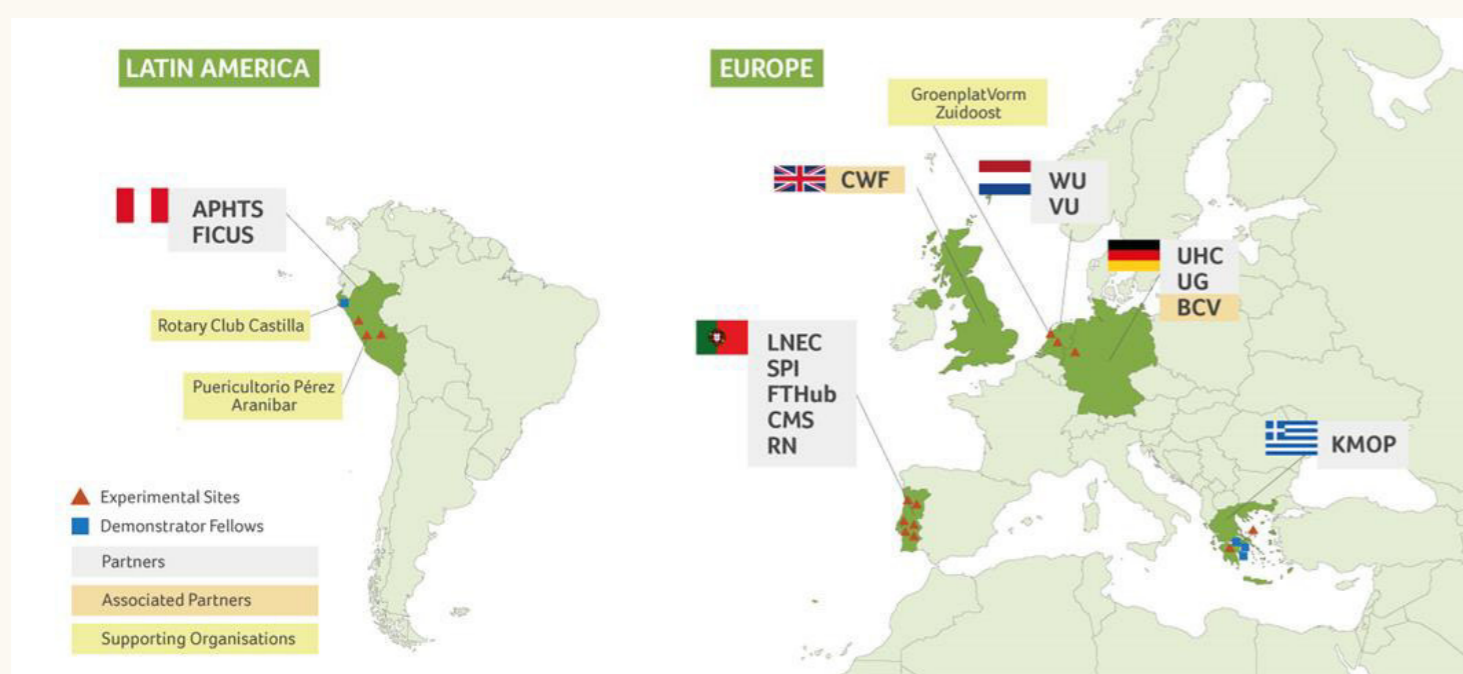 LATIN AMERICA
APHTS
FICUS
Rotary Club Castilla
Puericultorio Pérez
Aranibar
Experimental Sites
Demonstrator Fellows
Partners
Associated Partners
Supporting Organisations
EUROPE
GroenplatVorm
Zuidoost
CWF
WU
VU
UHC
UG
BCV
LNEC
SPI
FTHub
CMS
RN
KMOP